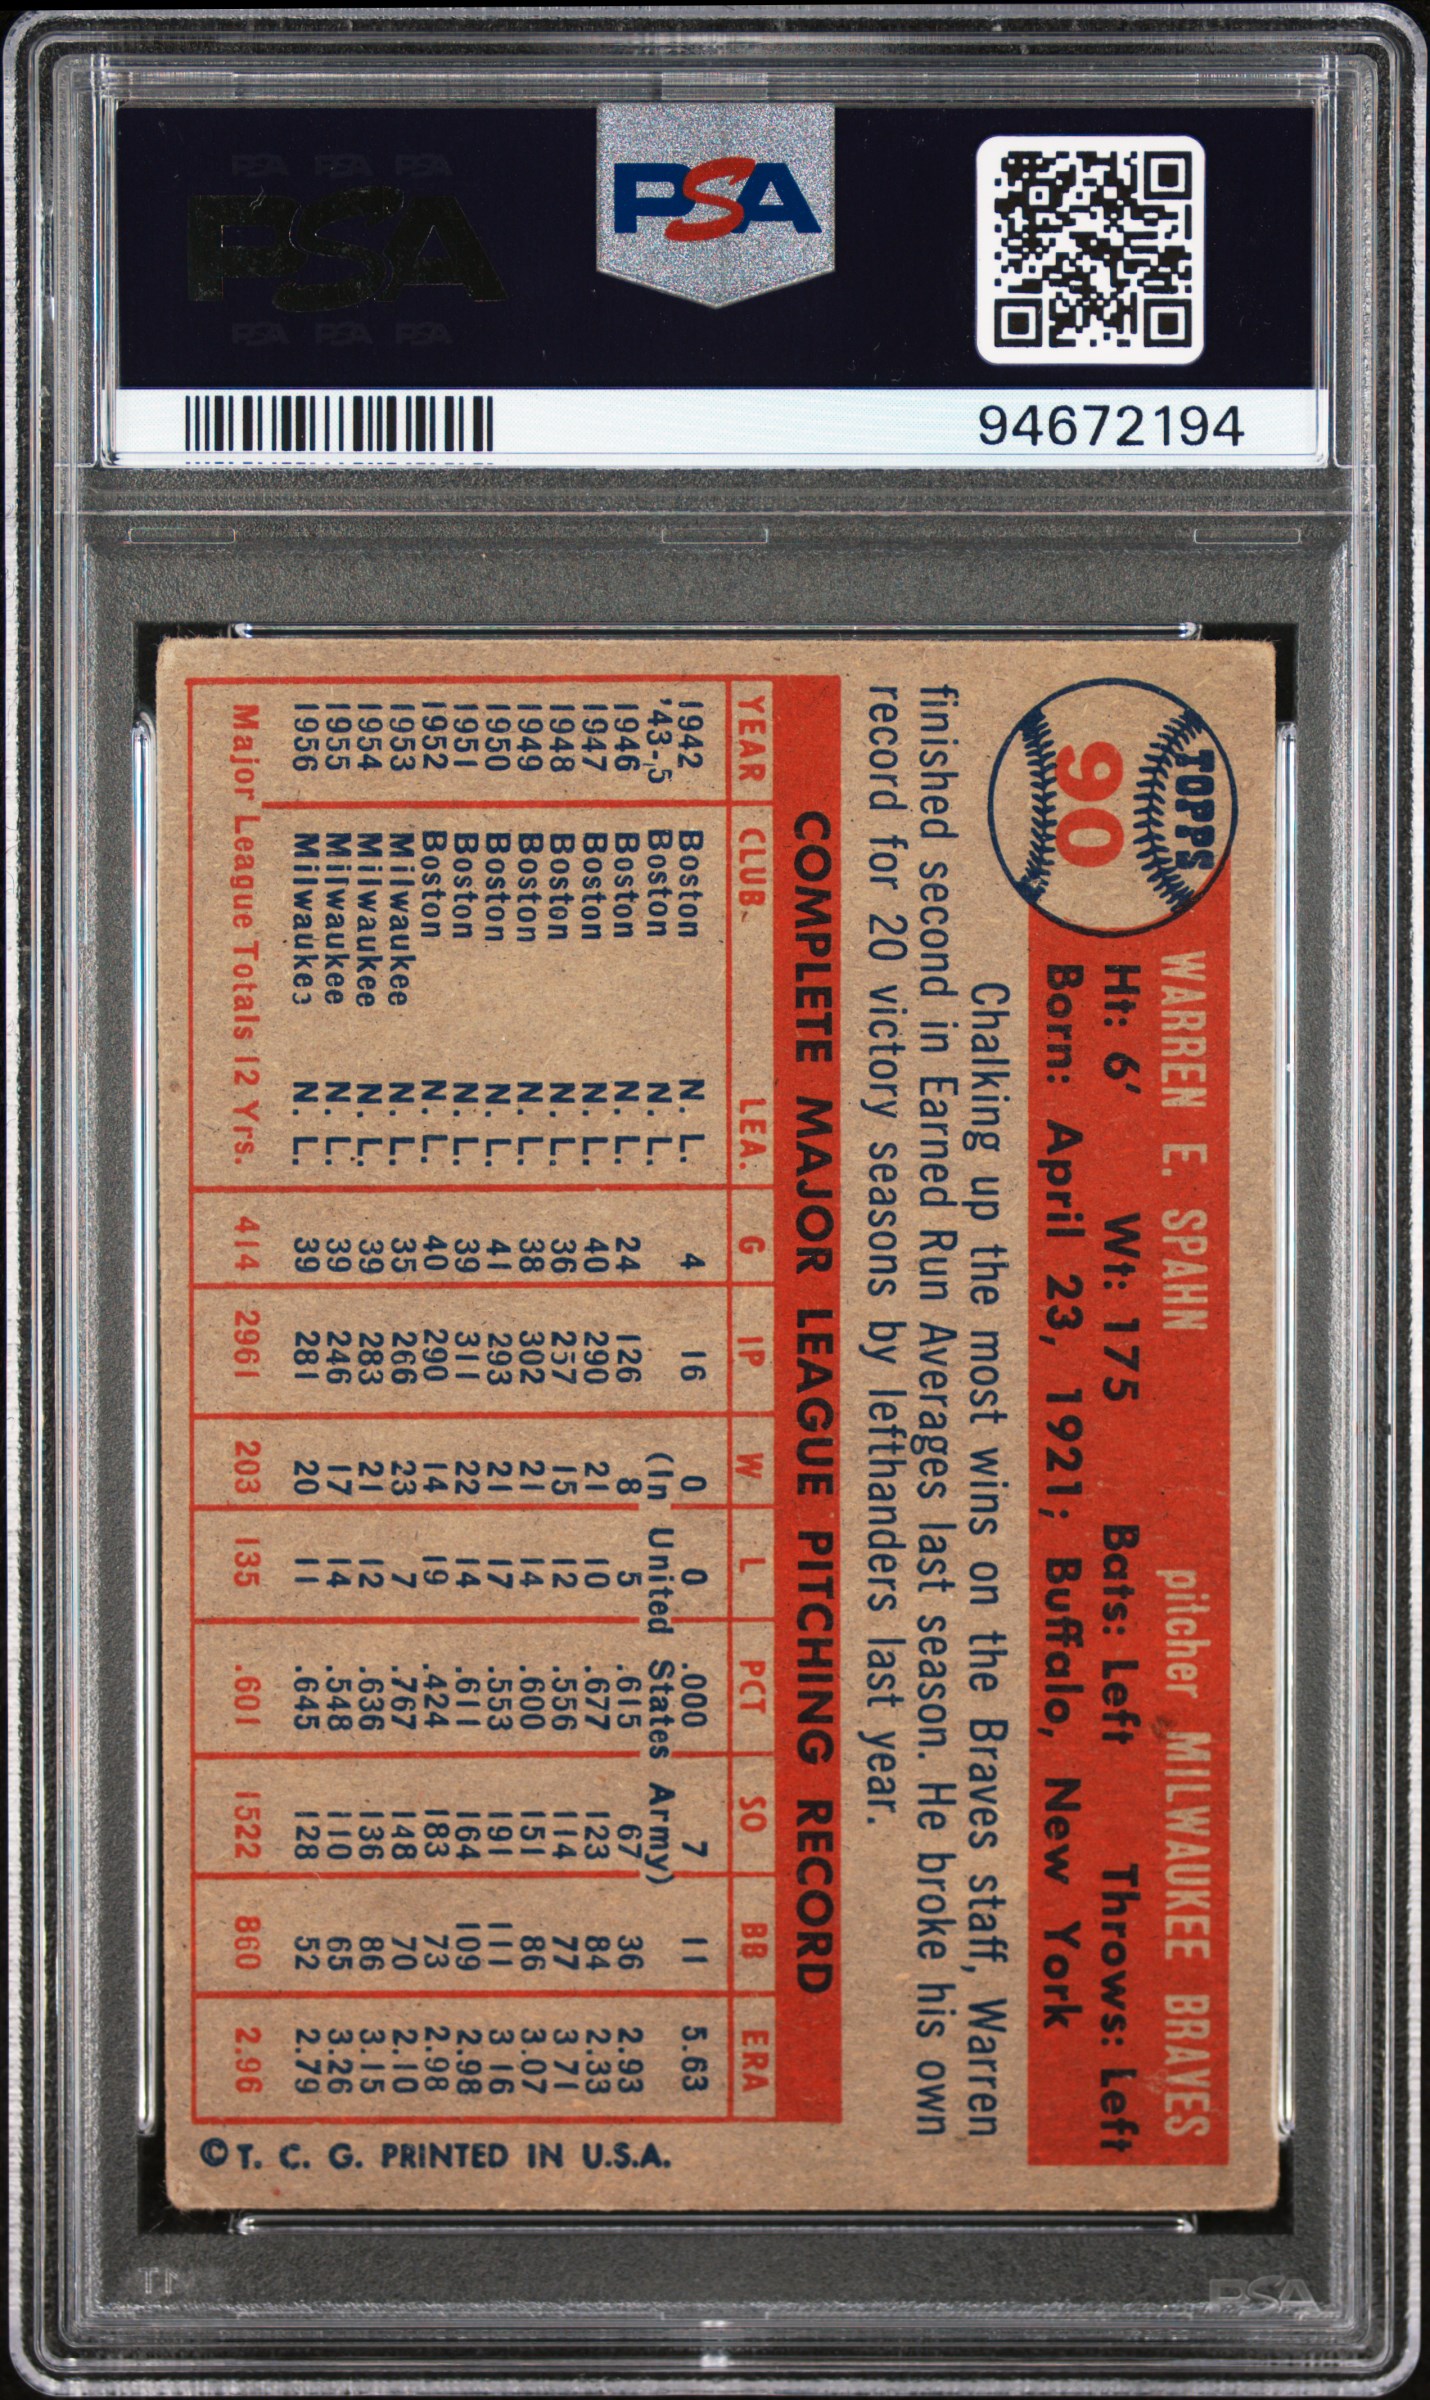 PSA PSA PSA
PSA
PSA PSA PSA
PSA
94672194
TOPPS
90
WARREN E. SPAHN pitcher MILWAUKEE BRAVES
Ht: 6' Wt: 175 Bats: Left Throws: Left
Born: April 23, 1921; Buffalo, New York
Chalking up the most wins on the Braves staff, Warren
finished second in Earned Run Averages last season. He broke his own
record for 20 victory seasons by lefthanders last year.
COMPLETE MAJOR LEAGUE PITCHING RECORD
YEAR CLUB LEA. G IP W L PCT SO BB ERA
1942 Boston N. L. 4 16 0 0 .000 7 11 5.63
'43-'5 Boston N. L. (In United States Army)
1946 Boston N. L. 24 126 8 5 .615 67 36 2.93
1947 Boston N. L. 40 290 21 10 .677 123 84 2.33
1948 Boston N. L. 36 257 15 12 .556 114 77 3.71
1949 Boston N. L. 38 302 21 14 .600 151 86 3.07
1950 Boston N. L. 41 293 21 17 .553 191 111 3.16
1951 Boston N. L. 39 311 22 14 .611 164 109 2.98
1952 Boston N. L. 40 290 14 19 .424 183 73 2.98
1953 Milwaukee N. L. 35 266 23 7 .767 148 70 2.10
1954 Milwaukee N. L. 39 283 21 12 .636 136 86 3.15
1955 Milwaukee N. L. 39 246 17 14 .548 110 65 3.26
1956 Milwaukee N. L. 39 281 20 11 .645 128 52 2.79
Major League Totals 12 Yrs. 414 2961 203 135 .601 1522 860 2.96
© T. C. G. PRINTED IN U.S.A.
PSA